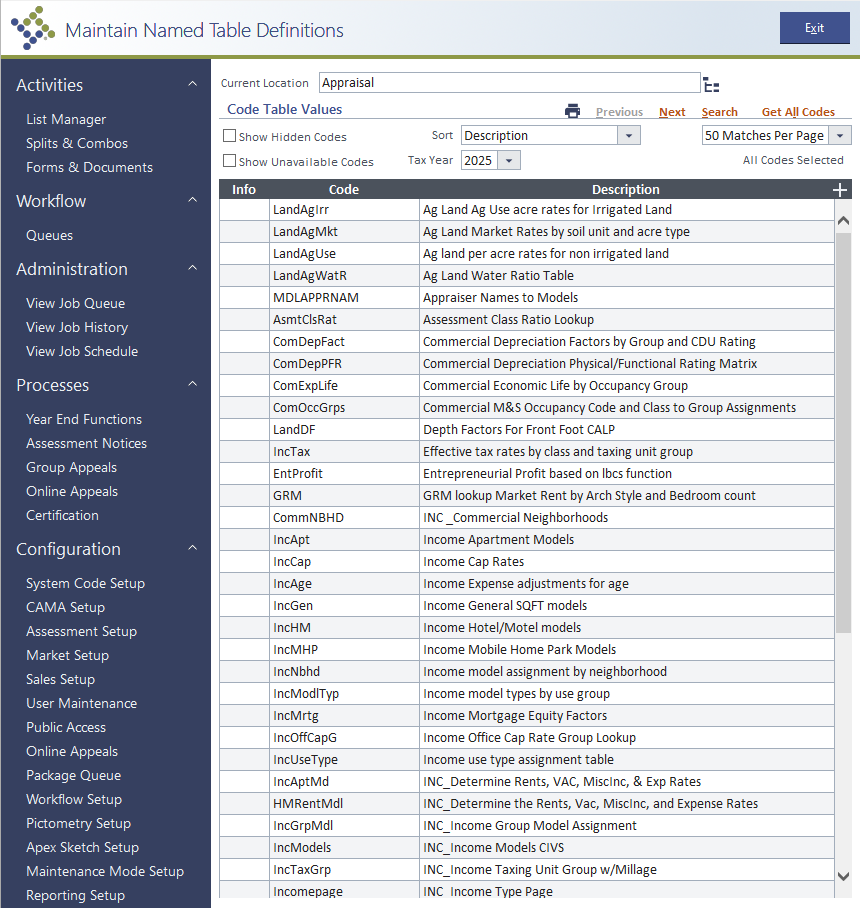 Maintain Named Table Definitions
Exit
Activities
List Manager
Splits & Combos
Forms & Documents
Workflow
Queues
Administration
View Job Queue
View Job History
View Job Schedule
Processes
Year End Functions
Assessment Notices
Group Appeals
Online Appeals
Certification
Configuration
System Code Setup
CAMA Setup
Assessment Setup
Market Setup
Sales Setup
User Maintenance
Public Access
Online Appeals
Package Queue
Workflow Setup
Pictometry Setup
Apex Sketch Setup
Maintenance Mode Setup
Reporting Setup
Current Location Appraisal
Code Table Values Previous Next Search Get All Codes
Show Hidden Codes Sort Description 50 Matches Per Page
Show Unavailable Codes Tax Year 2025 All Codes Selected
Info Code Description +
LandAgIrr Ag Land Ag Use acre rates for Irrigated Land
LandAgMkt Ag Land Market Rates by soil unit and acre type
LandAgUse Ag land per acre rates for non irrigated land
LandAgWatR Ag Land Water Ratio Table
MDLAPPRNAM Appraiser Names to Models
AsmtClsRat Assessment Class Ratio Lookup
ComDepFact Commercial Depreciation Factors by Group and CDU Rating
ComDepPFR Commercial Depreciation Physical/Functional Rating Matrix
ComExpLife Commercial Economic Life by Occupancy Group
ComOccGrps Commercial M&S Occupancy Code and Class to Group Assignments
LandDF Depth Factors For Front Foot CALP
IncTax Effective tax rates by class and taxing unit group
EntProfit Entrepreneurial Profit based on lbcs function
GRM GRM lookup Market Rent by Arch Style and Bedroom count
CommNBHD INC _Commercial Neighborhoods
IncApt Income Apartment Models
IncCap Income Cap Rates
IncAge Income Expense adjustments for age
IncGen Income General SQFT models
IncHM Income Hotel/Motel models
IncMHP Income Mobile Home Park Models
IncNbhd Income model assignment by neighborhood
IncModlTyp Income model types by use group
IncMrtg Income Mortgage Equity Factors
IncOffCapG Income Office Cap Rate Group Lookup
IncUseType Income use type assignment table
IncAptMd INC_Determine Rents, VAC, MiscInc, & Exp Rates
HMRentMdl INC_Determine the Rents, Vac, MiscInc, and Expense Rates
IncGrpMdl INC_Income Group Model Assignment
IncModels INC_Income Models CIVS
IncTaxGrp INC_Income Taxing Unit Group w/Millage
Incomepage INC_Income Type Page